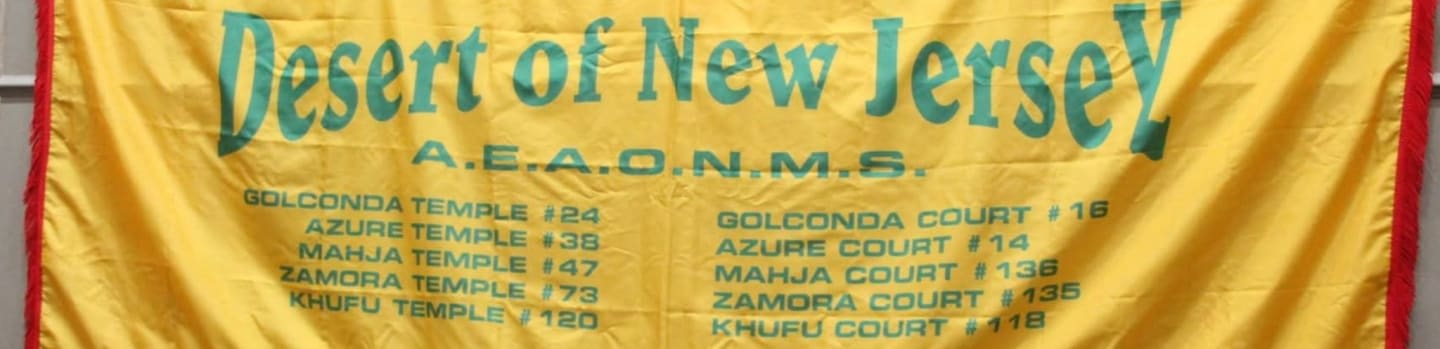 Desert of New Jersey
A.E.A.O.N.M.S.
GOLCONDA TEMPLE #24
AZURE TEMPLE #38
MAHJA TEMPLE #47
ZAMORA TEMPLE #73
KHUFU TEMPLE #120
GOLCONDA COURT #16
AZURE COURT #14
MAHJA COURT #136
ZAMORA COURT #135
KHUFU COURT #118